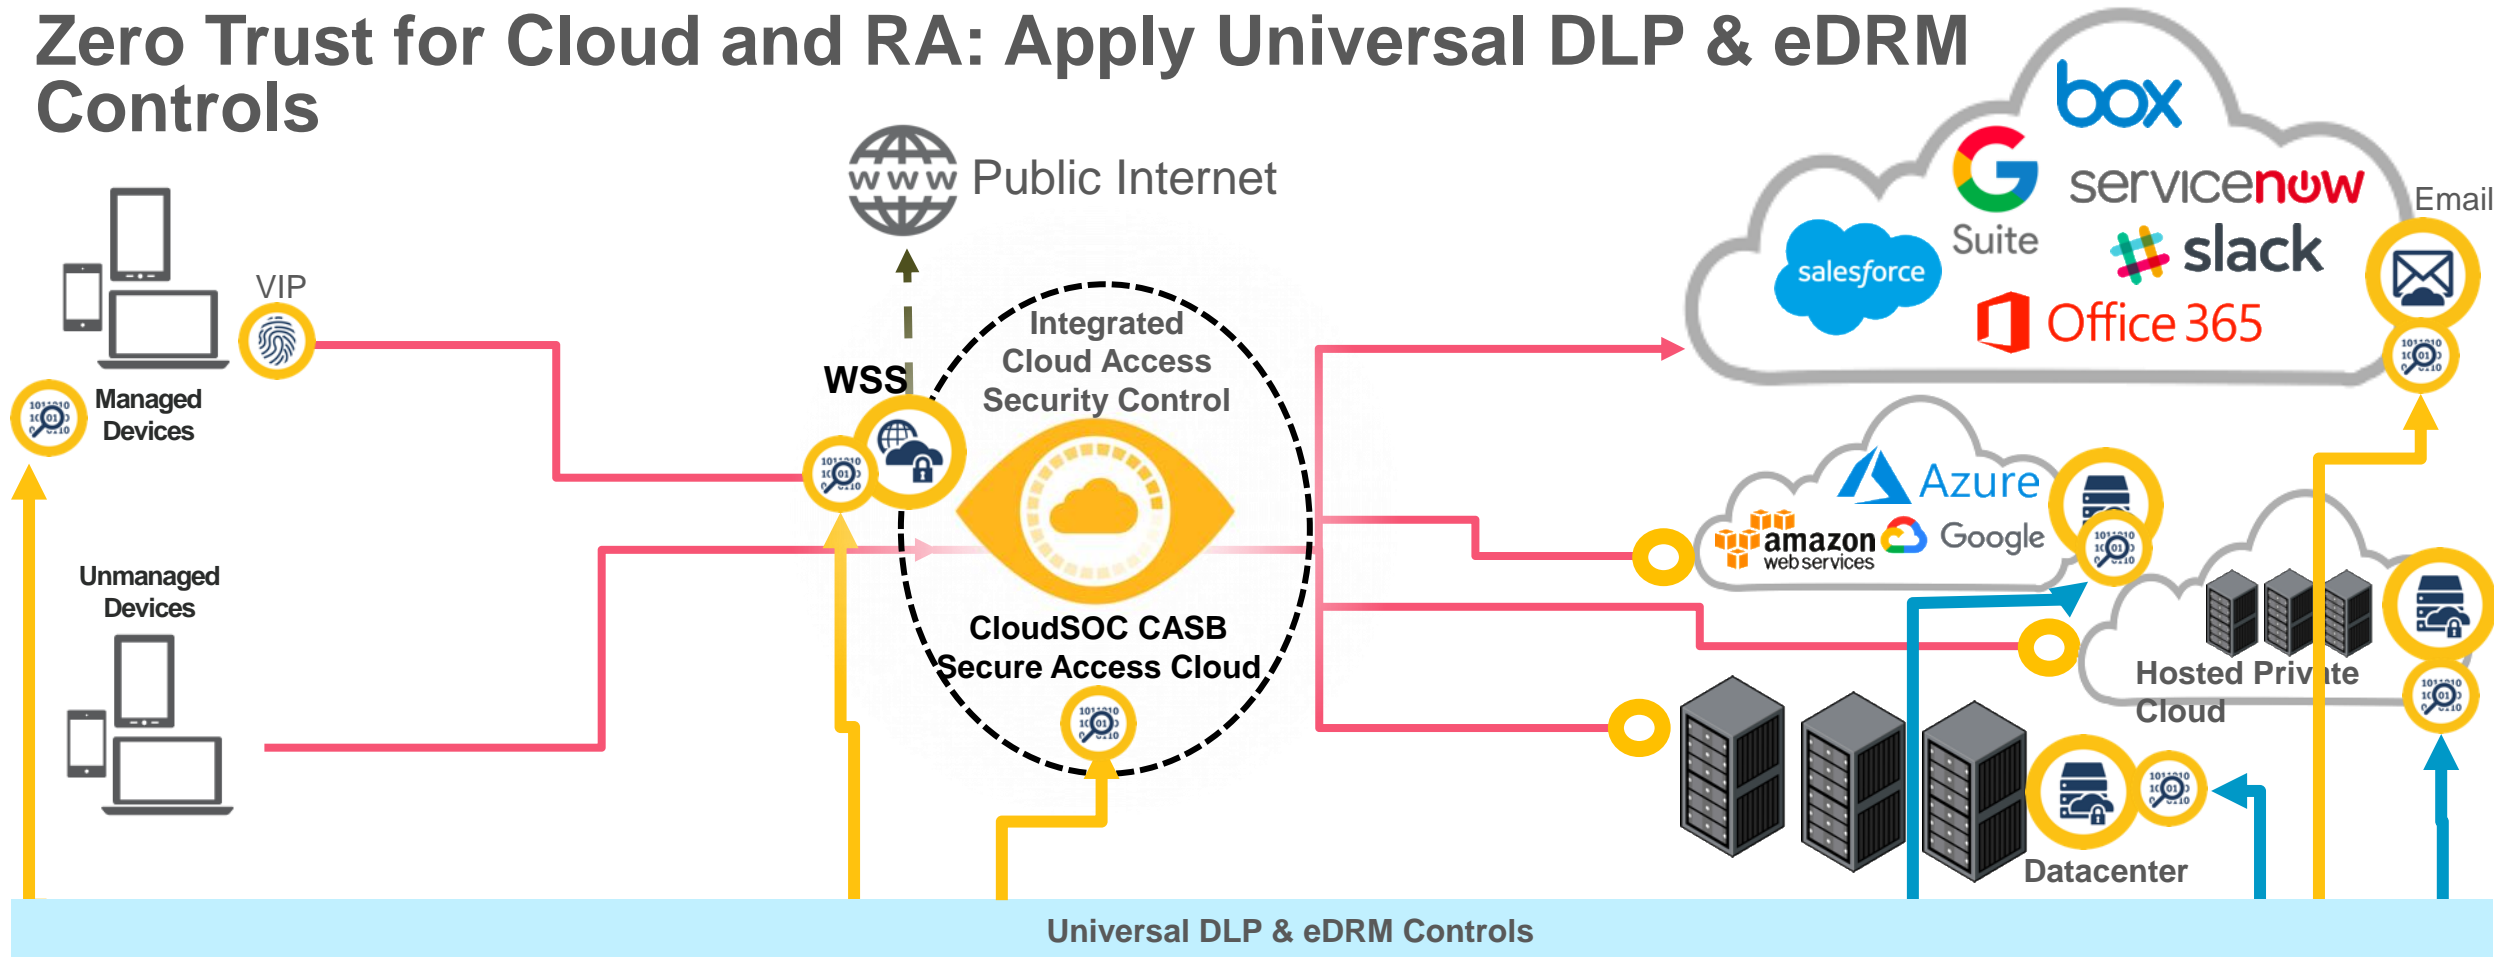 Zero Trust for Cloud and RA: Apply Universal DLP & eDRM
Controls
www
Public Internet
box
G
Suite
servicenow
Email
salesforce
slack
Office 365
VIP
Managed
Devices
WSS
Integrated
Cloud Access
Security Control
Azure
amazon
web services
Google
Unmanaged
Devices
CloudSOC CASB
Secure Access Cloud
Hosted Private
Cloud
Datacenter
Universal DLP & eDRM Controls